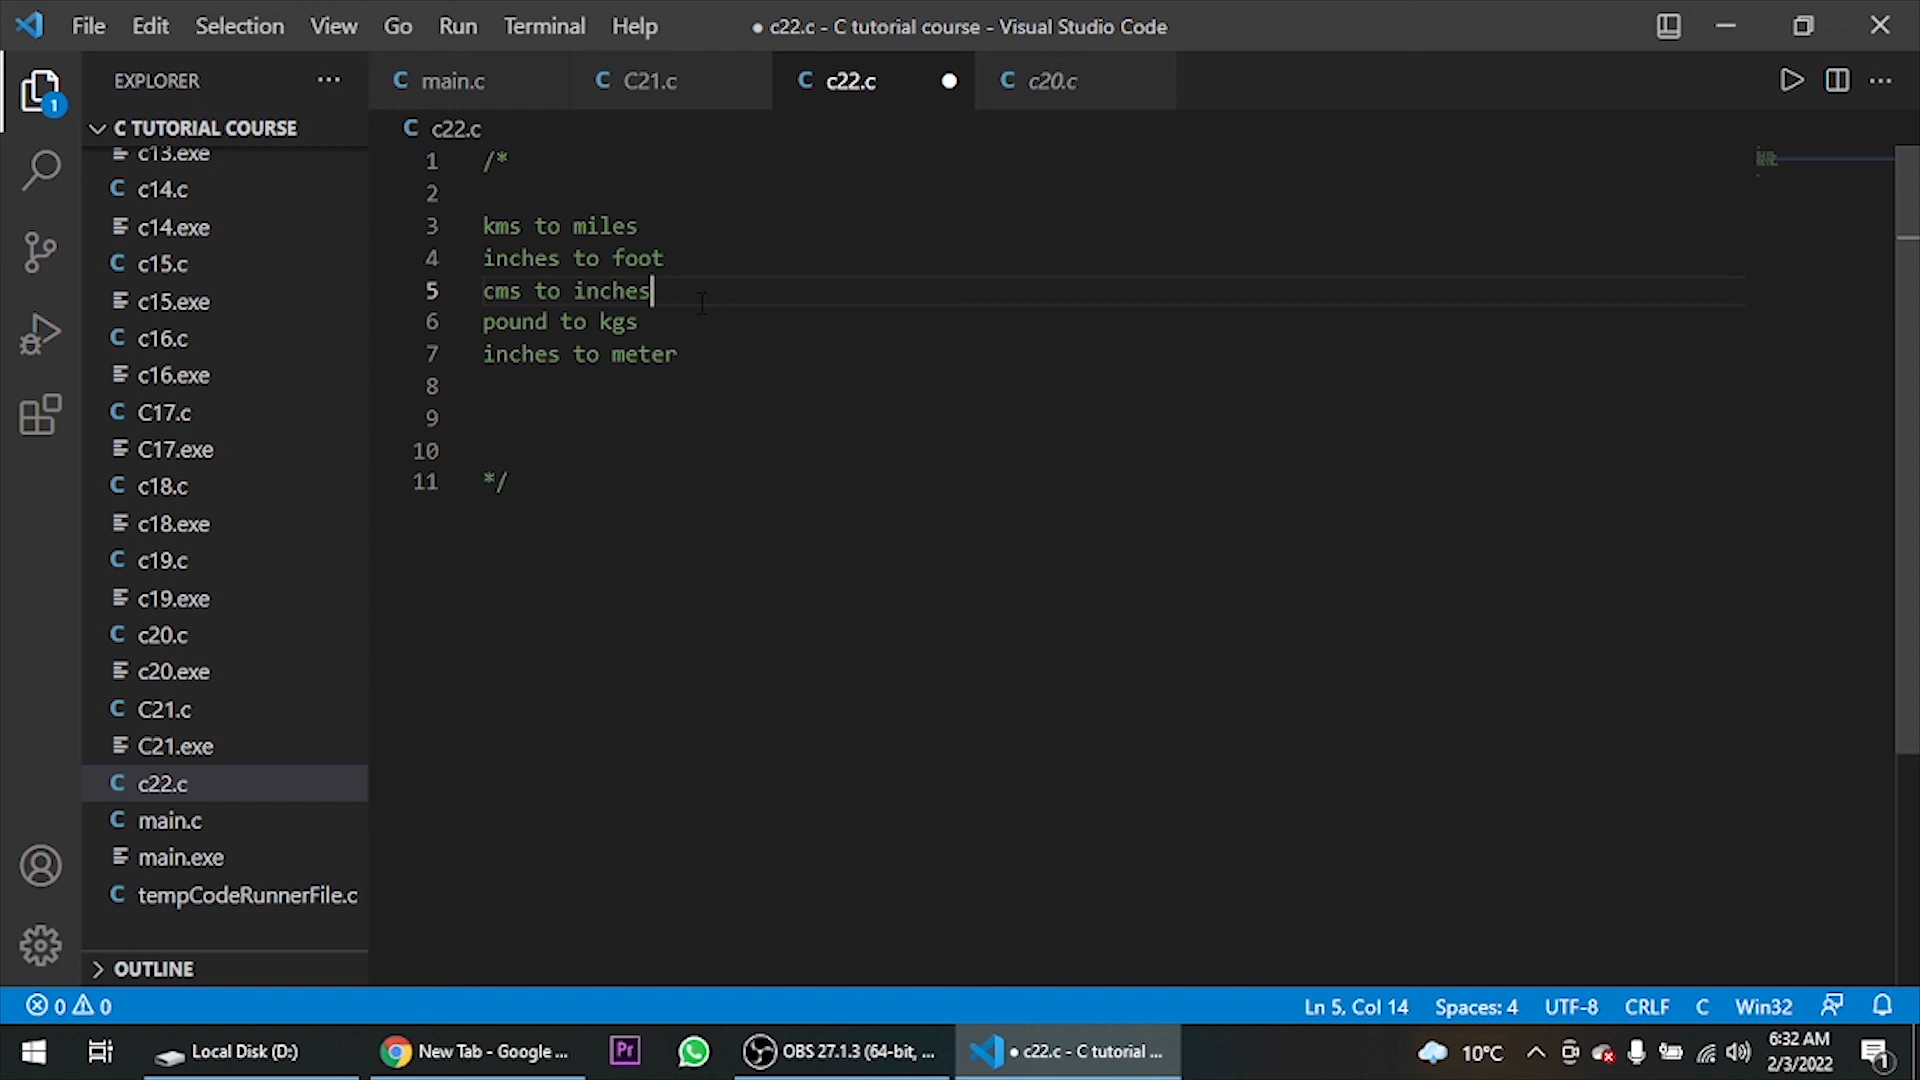 File Edit Selection View Go Run Terminal Help
● c22.c - C tutorial course - Visual Studio Code
EXPLORER
1
C TUTORIAL COURSE
c13.exe
C c14.c
c14.exe
C c15.c
c15.exe
C c16.c
c16.exe
C C17.c
C17.exe
C c18.c
c18.exe
C c19.c
c19.exe
C c20.c
c20.exe
C C21.c
C21.exe
C c22.c
C main.c
main.exe
C tempCodeRunnerFile.c
OUTLINE
C main.c C C21.c C c22.c C c20.c
C c22.c
1 /*
2
3 kms to miles
4 inches to foot
5 cms to inches
6 pound to kgs
7 inches to meter
8
9
10
11 */
0 0 Ln 5, Col 14 Spaces: 4 UTF-8 CRLF C Win32
Local Disk (D:) New Tab - Google ... Pr OBS 27.1.3 (64-bit, ... ● c22.c - C tutorial ... 10°C 6:32 AM
2/3/2022
1